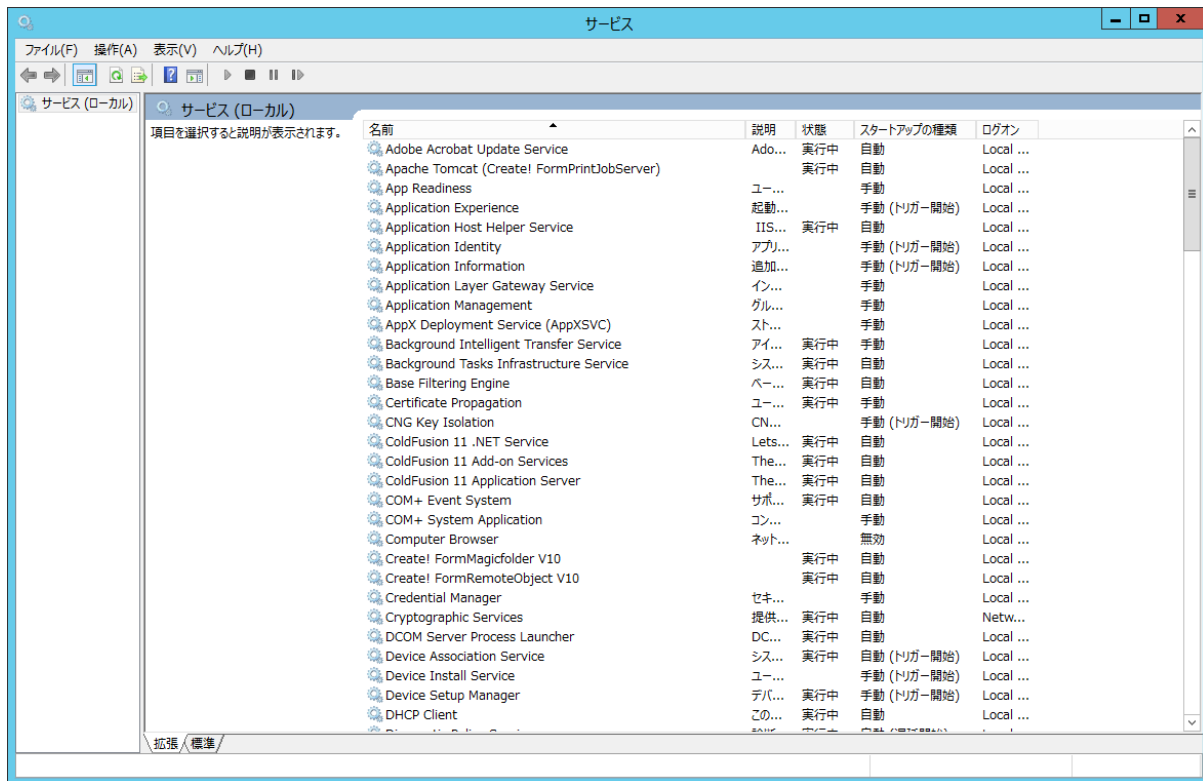 サービス
ファイル(F) 操作(A) 表示(V) ヘルプ(H)
サービス (ローカル)
サービス (ローカル)
項目を選択すると説明が表示されます。
名前 説明 状態 スタートアップの種類 ログオン
Adobe Acrobat Update Service Ado... 実行中 自動 Local ...
Apache Tomcat (Create! FormPrintJobServer) 実行中 自動 Local ...
App Readiness ユー... 手動 Local ...
Application Experience 起動... 手動 (トリガー開始) Local ...
Application Host Helper Service IIS... 実行中 自動 Local ...
Application Identity アプリ... 手動 (トリガー開始) Local ...
Application Information 追加... 手動 (トリガー開始) Local ...
Application Layer Gateway Service イン... 手動 Local ...
Application Management グル... 手動 Local ...
AppX Deployment Service (AppXSVC) スト... 手動 Local ...
Background Intelligent Transfer Service アイ... 実行中 手動 Local ...
Background Tasks Infrastructure Service シス... 実行中 自動 Local ...
Base Filtering Engine ベー... 実行中 自動 Local ...
Certificate Propagation ユー... 実行中 手動 Local ...
CNG Key Isolation CN... 手動 (トリガー開始) Local ...
ColdFusion 11 .NET Service Lets... 実行中 自動 Local ...
ColdFusion 11 Add-on Services The... 実行中 自動 Local ...
ColdFusion 11 Application Server The... 実行中 自動 Local ...
COM+ Event System サポ... 実行中 自動 Local ...
COM+ System Application コン... 手動 Local ...
Computer Browser ネット... 無効 Local ...
Create! FormMagicfolder V10 実行中 自動 Local ...
Create! FormRemoteObject V10 実行中 自動 Local ...
Credential Manager セキ... 手動 Local ...
Cryptographic Services 提供... 実行中 自動 Netw...
DCOM Server Process Launcher DC... 実行中 自動 Local ...
Device Association Service シス... 実行中 自動 (トリガー開始) Local ...
Device Install Service ユー... 手動 (トリガー開始) Local ...
Device Setup Manager デバ... 実行中 手動 (トリガー開始) Local ...
DHCP Client この... 実行中 自動 Local ...
拡張 標準